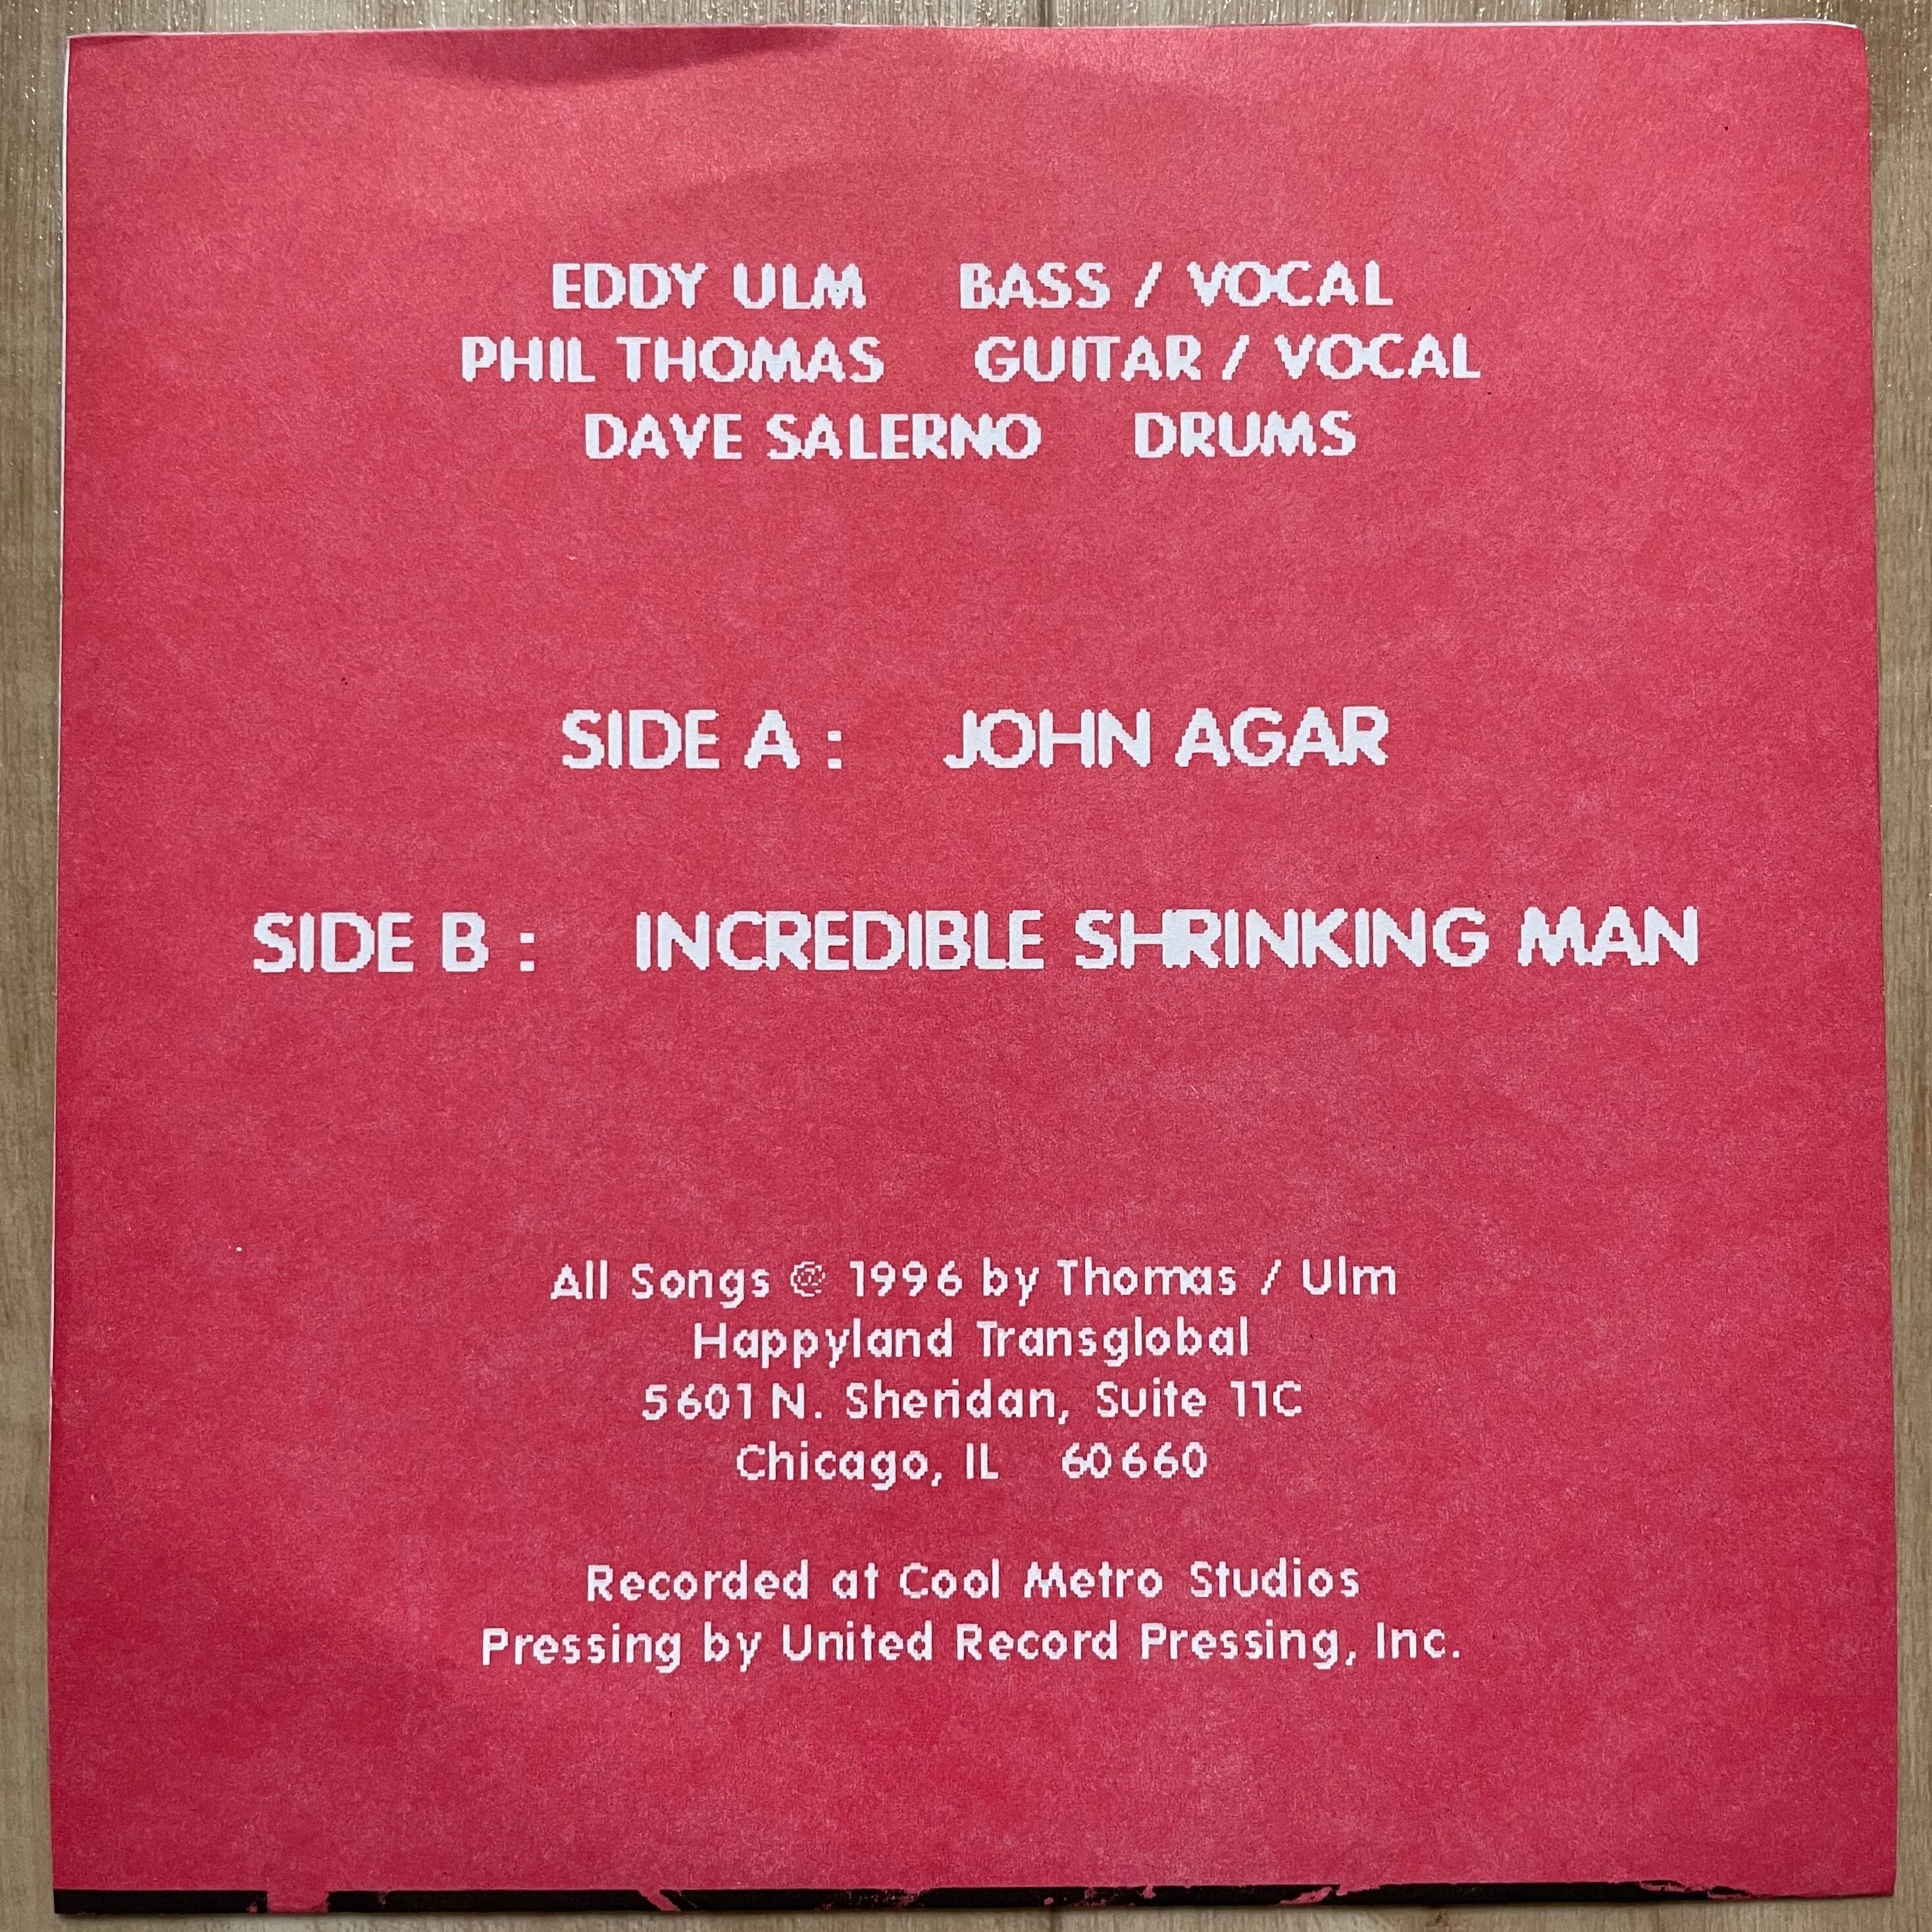 EDDY ULM BASS / VOCAL
PHIL THOMAS GUITAR / VOCAL
DAVE SALERNO DRUMS
SIDE A : JOHN AGAR
SIDE B : INCREDIBLE SHRINKING MAN
All Songs @ 1996 by Thomas / Ulm
Happyland Transglobal
5601 N. Sheridan, Suite 11C
Chicago, IL 60660
Recorded at Cool Metro Studios
Pressing by United Record Pressing, Inc.